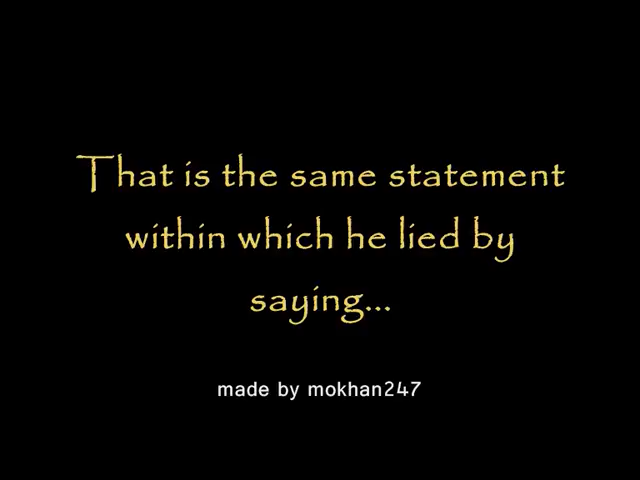 That is the same statement
within which he lied by
saying...
made by mokhan247